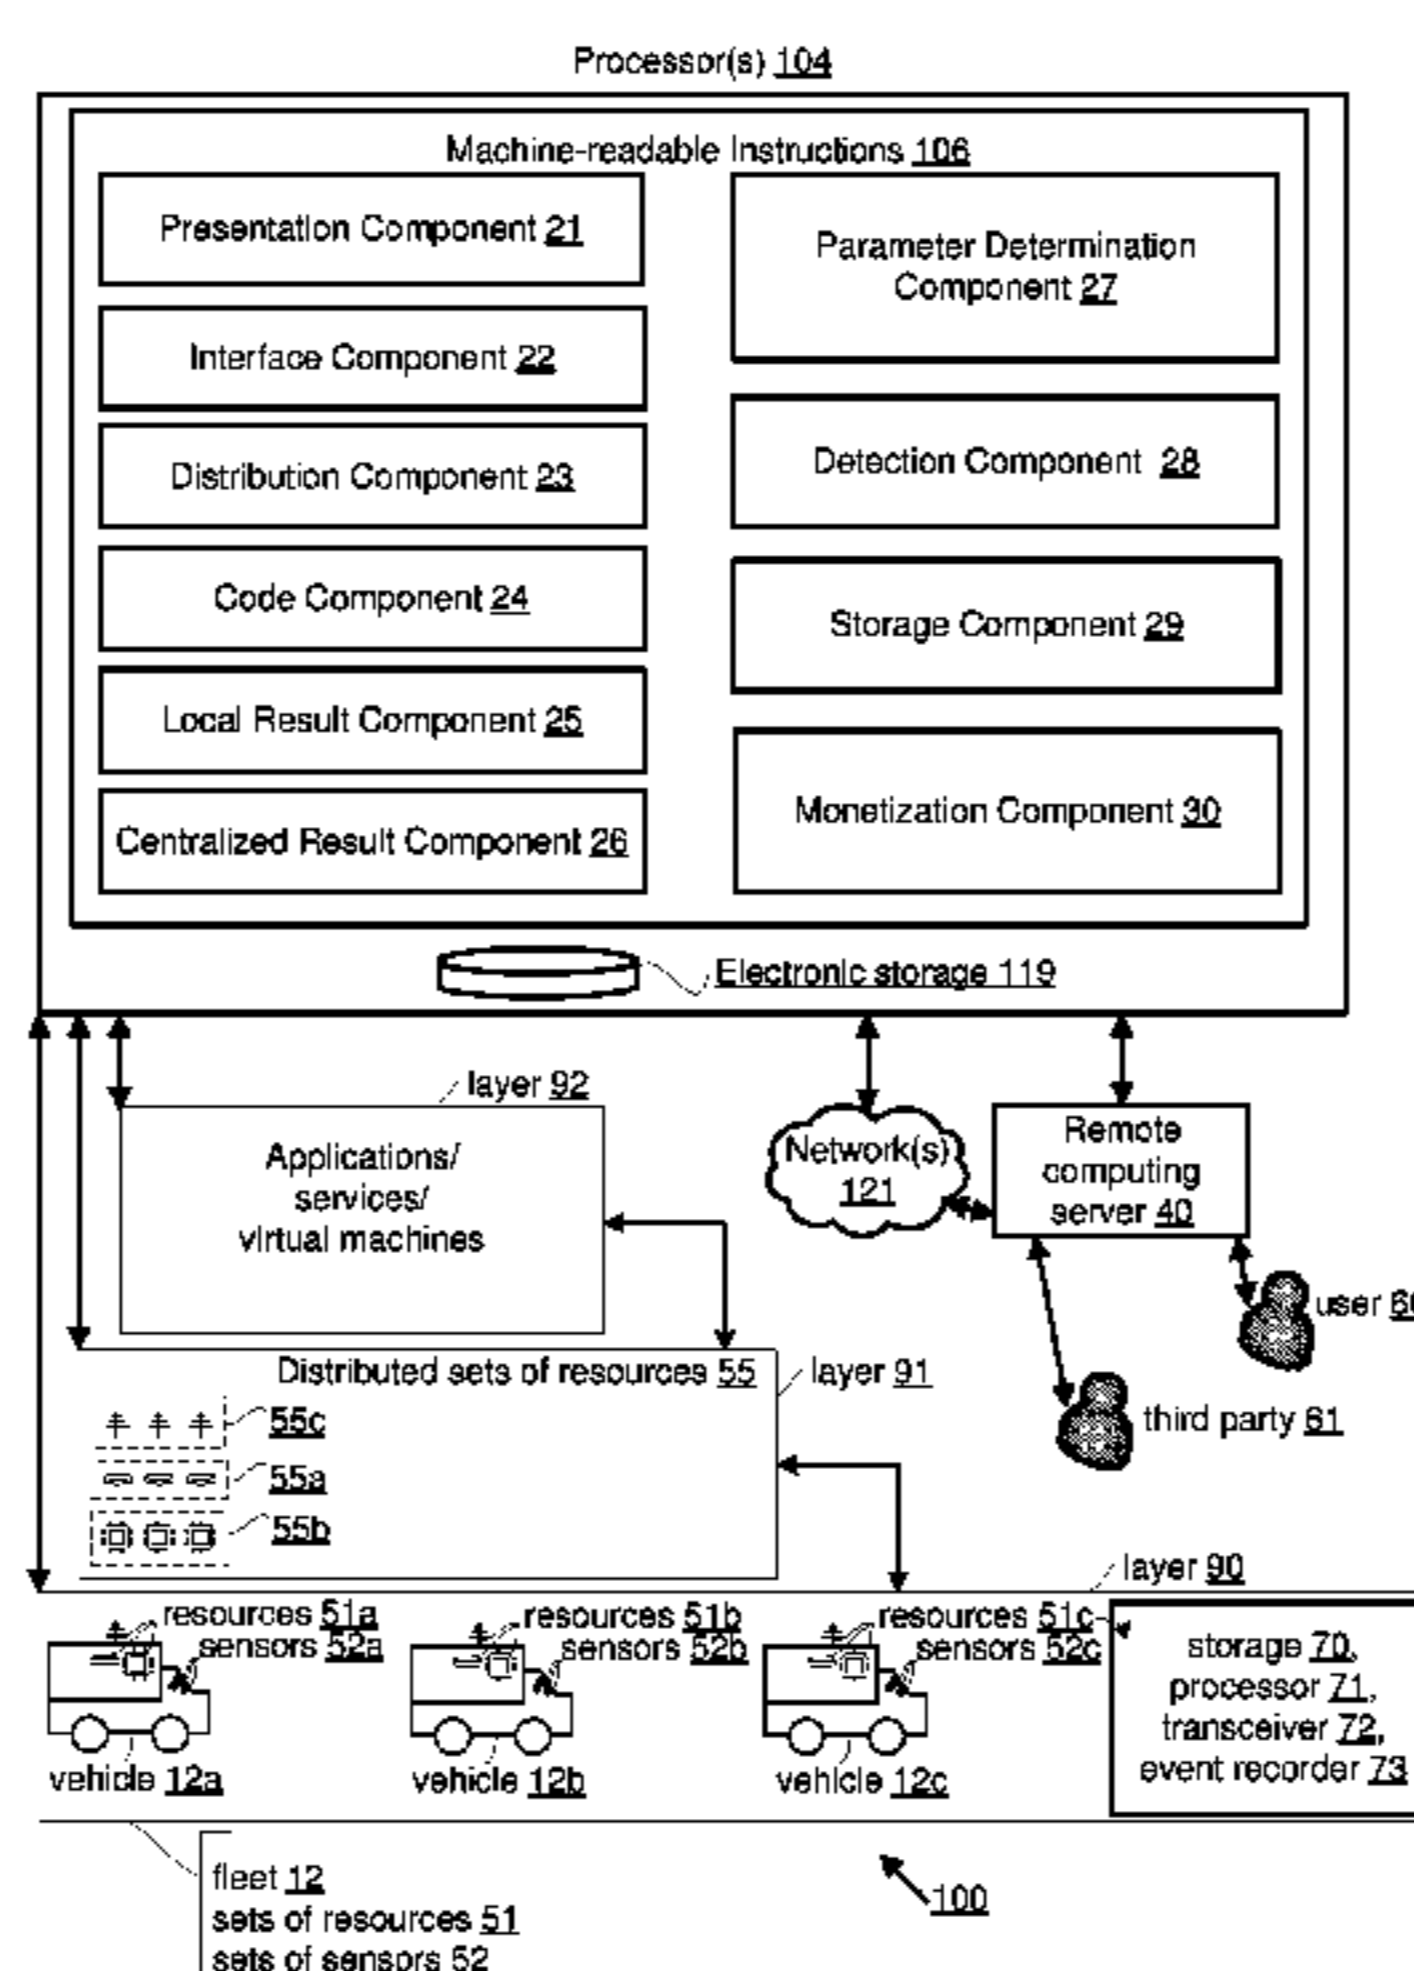 Processor(s) 104
Machine-readable Instructions 106
Presentation Component 21
Interface Component 22
Distribution Component 23
Code Component 24
Local Result Component 25
Centralized Result Component 26
Parameter Determination
Component 27
Detection Component 28
Storage Component 29
Monetization Component 30
Electronic storage 119
layer 92
Applications/
services/
virtual machines
Network(s)
121
Remote
computing
server 40
user
third party 61
Distributed sets of resources 55
layer 91
55c
55a
55b
layer 90
resources 51a
sensors 52a
vehicle 12a
resources 51b
sensors 52b
vehicle 12b
resources 51c
sensors 52c
vehicle 12c
storage 70,
processor 71,
transceiver 72,
event recorder 73
fleet 12
sets of resources 51
sets of sensors 52
100